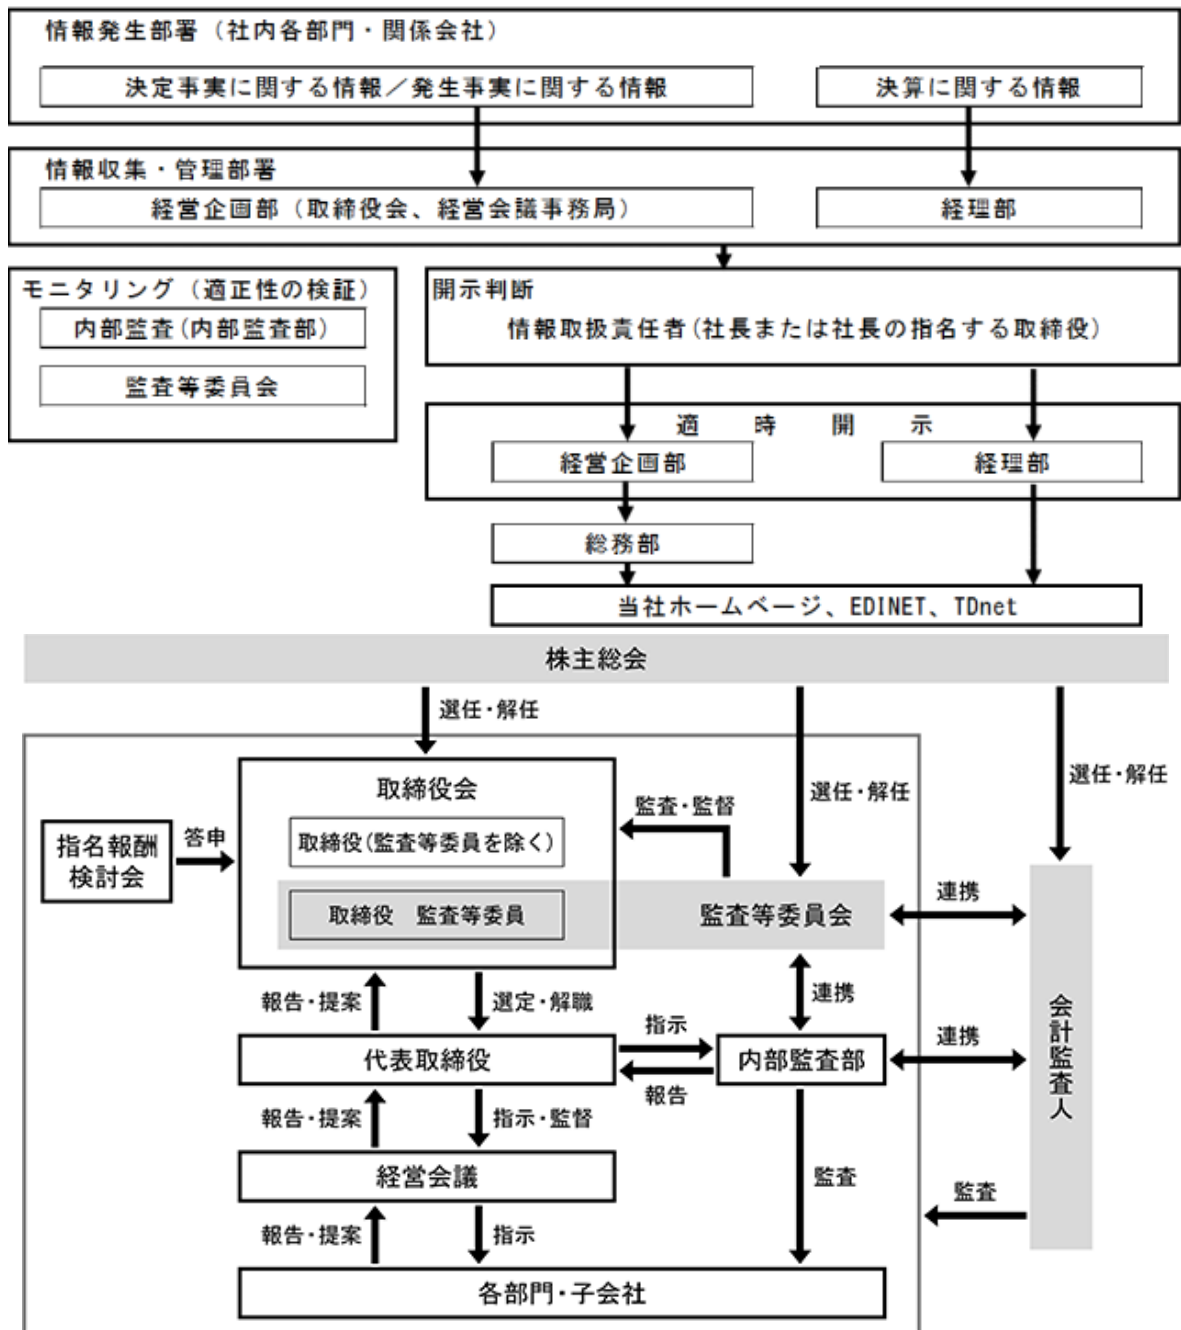 情報発生部署（社内各部門・関係会社）
決定事実に関する情報／発生事実に関する情報
決算に関する情報
情報収集・管理部署
経営企画部（取締役会、経営会議事務局）
経理部
モニタリング（適正性の検証）
内部監査(内部監査部)
監査等委員会
開示判断
情報取扱責任者(社長または社長の指名する取締役)
適時開示
経営企画部
経理部
総務部
当社ホームページ、EDINET、TDnet
株主総会
選任・解任
選任・解任
選任・解任
取締役会
取締役(監査等委員を除く)
取締役　監査等委員
監査・監督
指名報酬
検討会
答申
監査等委員会
連携
報告・提案
選定・解職
連携
代表取締役
指示
報告
内部監査部
連携
会計監査人
報告・提案
指示・監督
経営会議
監査
監査
報告・提案
指示
各部門・子会社